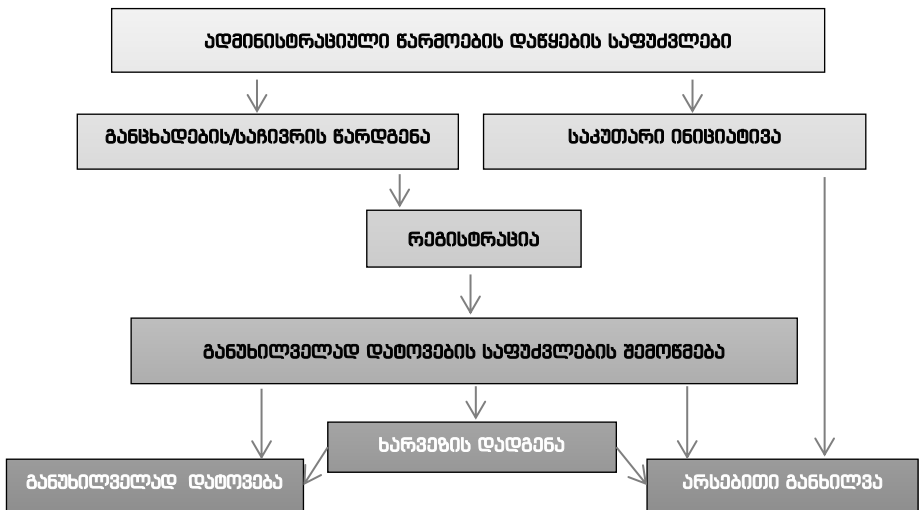 ადმინისტრაციული წარმოების დაწყების საფუძვლები
განცხადების/საჩივრის წარდგენა
საკუთარი ინიციატივა
რეგისტრაცია
განუხილველად დატოვების საფუძვლების შემოწმება
ხარვეზის დადგენა
განუხილველად დატოვება
არსებითი განხილვა